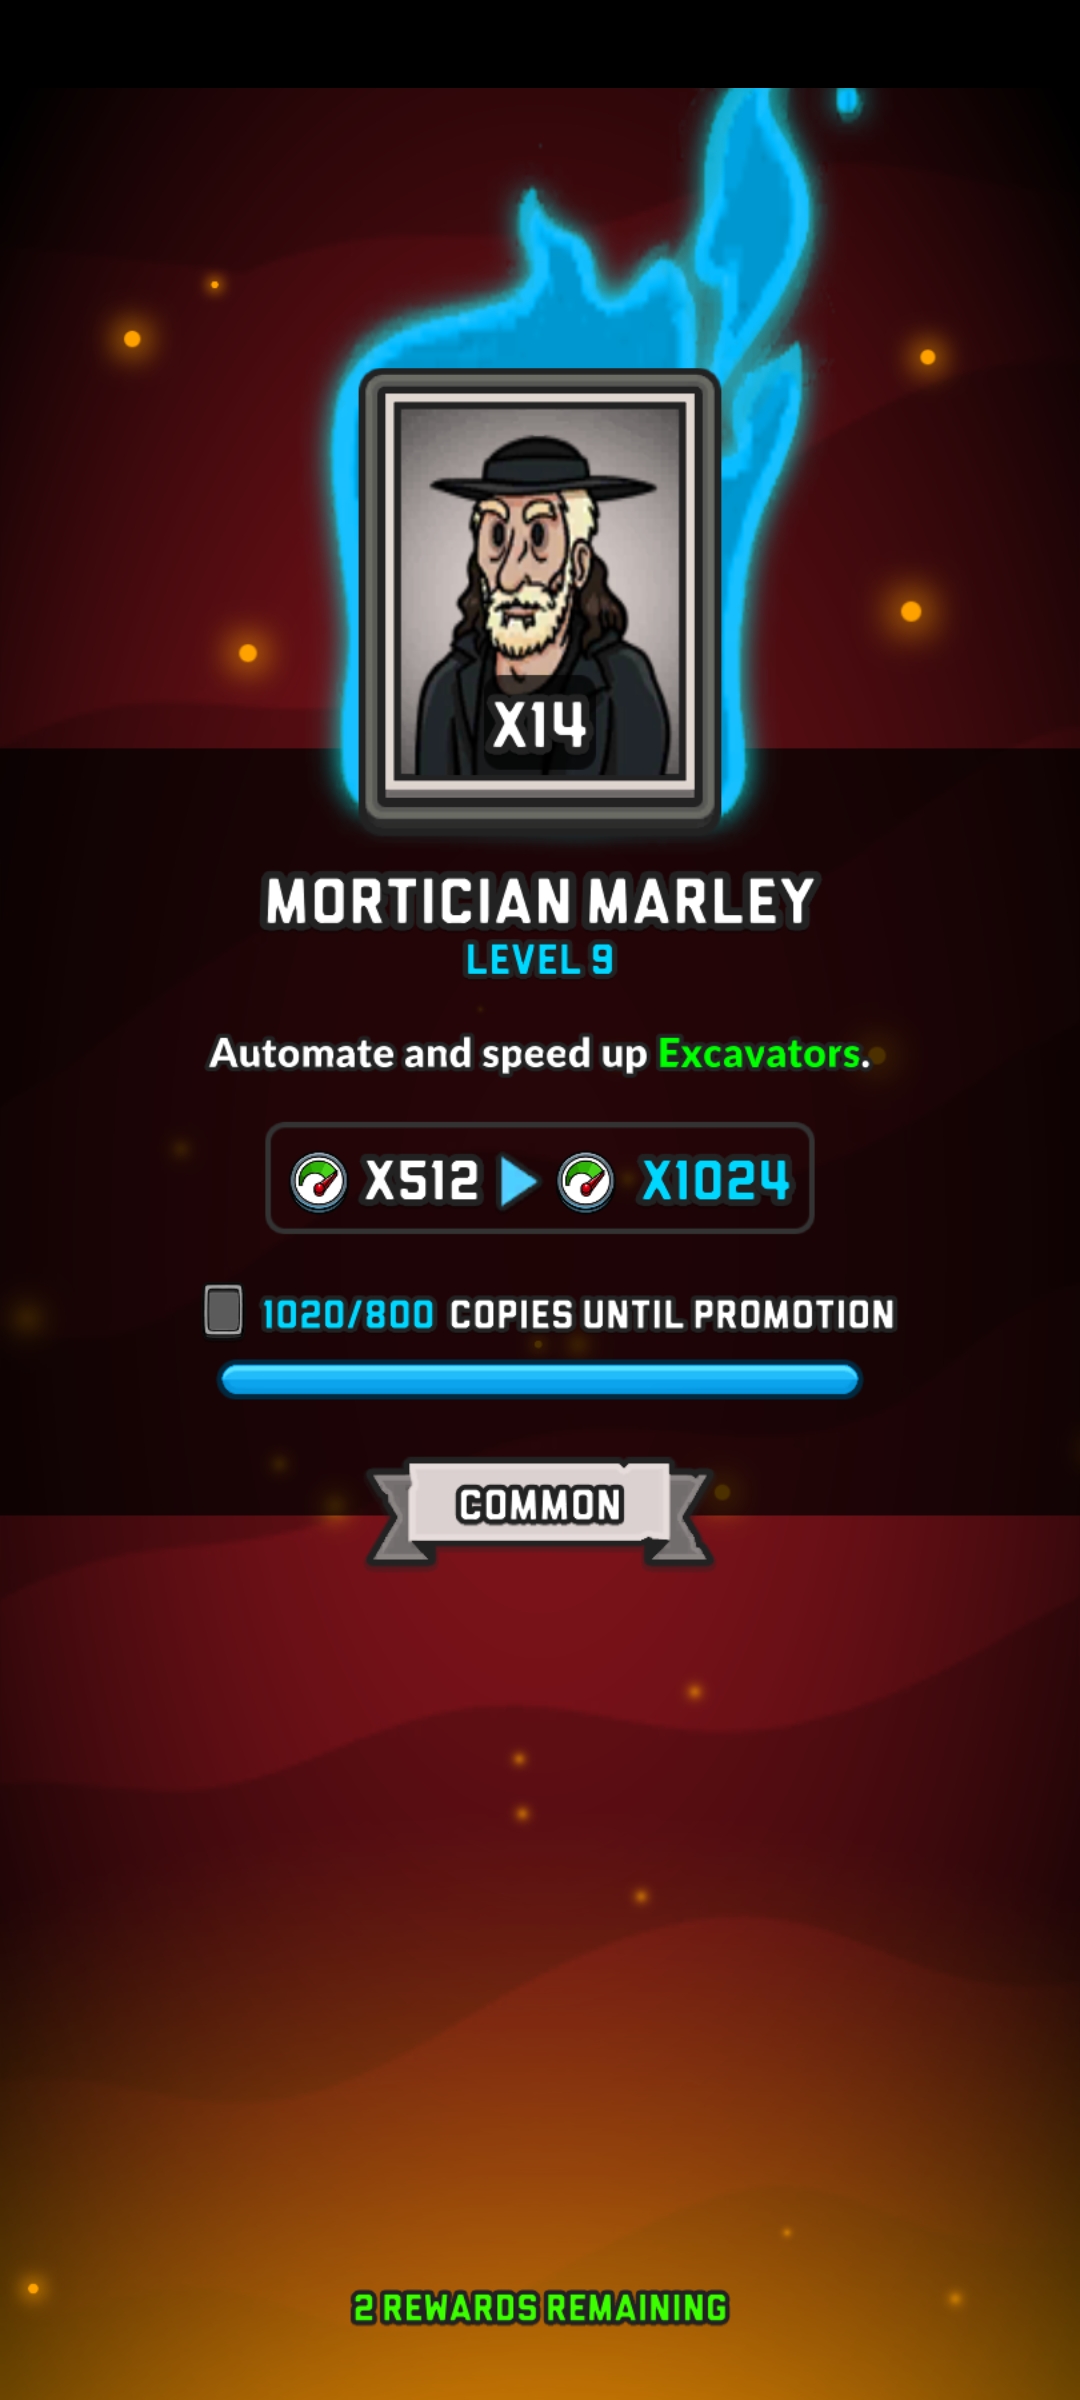 X14
MORTICIAN MARLEY
LEVEL 9
Automate and speed up Excavators.
X512 X1024
1020/800 COPIES UNTIL PROMOTION
COMMON
2 REWARDS REMAINING